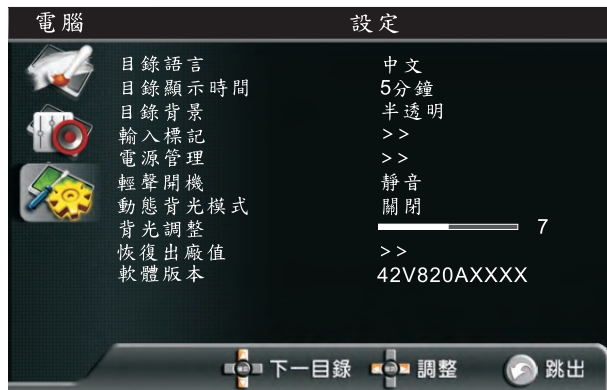 電腦 設定
目錄語言 中文
目錄顯示時間 5分鐘
目錄背景 半透明
輸入標記 >>
電源管理 >>
輕聲開機 靜音
動態背光模式 關閉
背光調整 7
恢復出廠值 >>
軟體版本 42V820AXXXX
下一目錄 調整 跳出